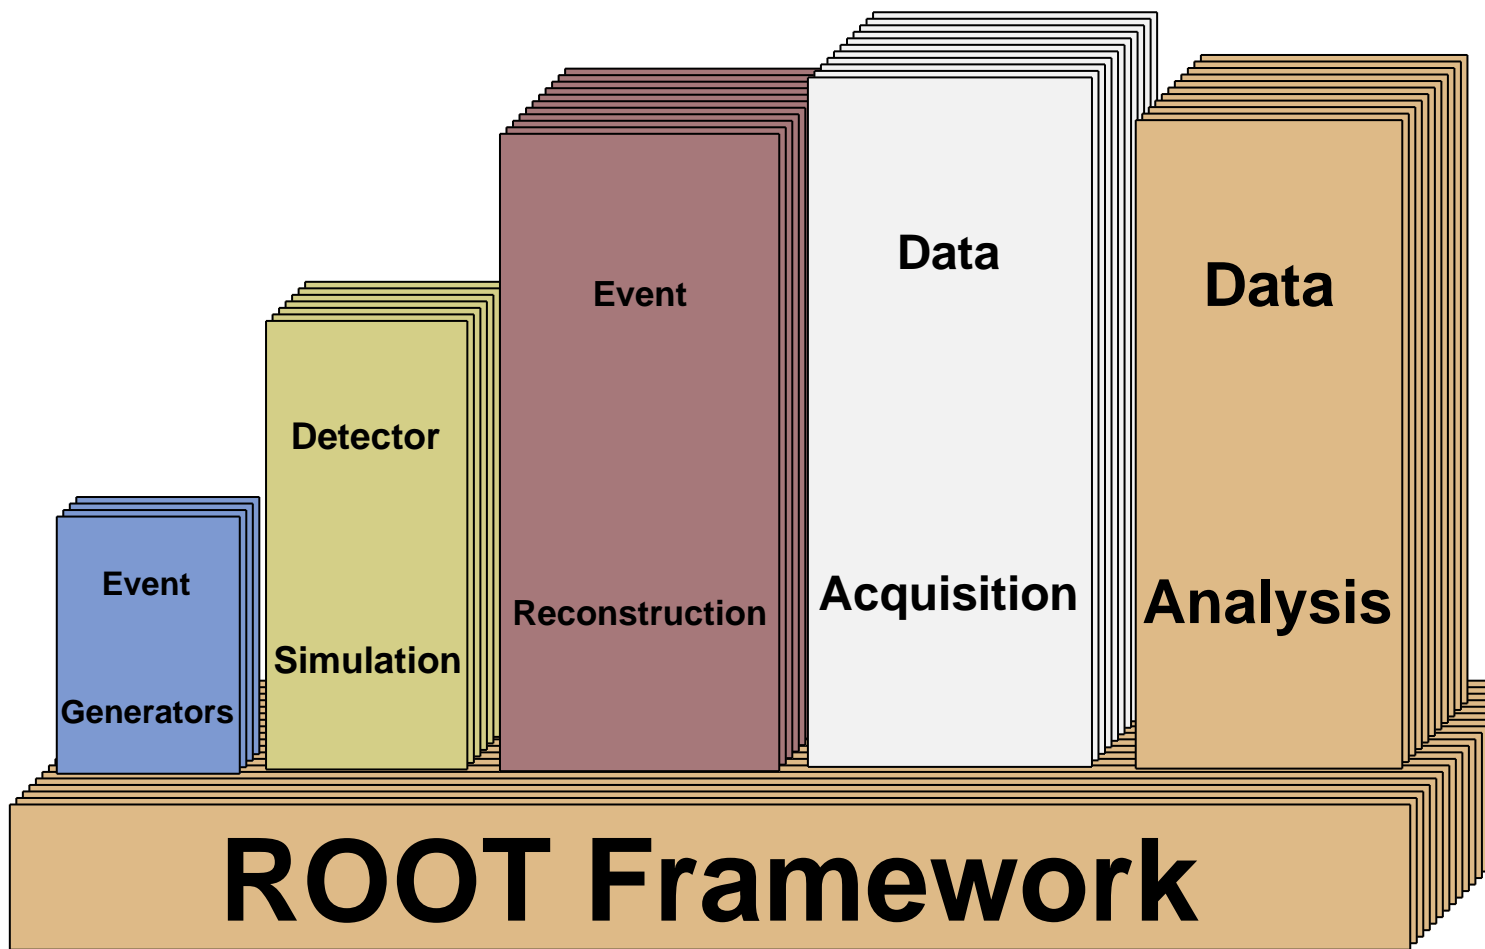 Event
Generators
Detector
Simulation
Event
Reconstruction
Data
Acquisition
Data
Analysis
ROOT Framework